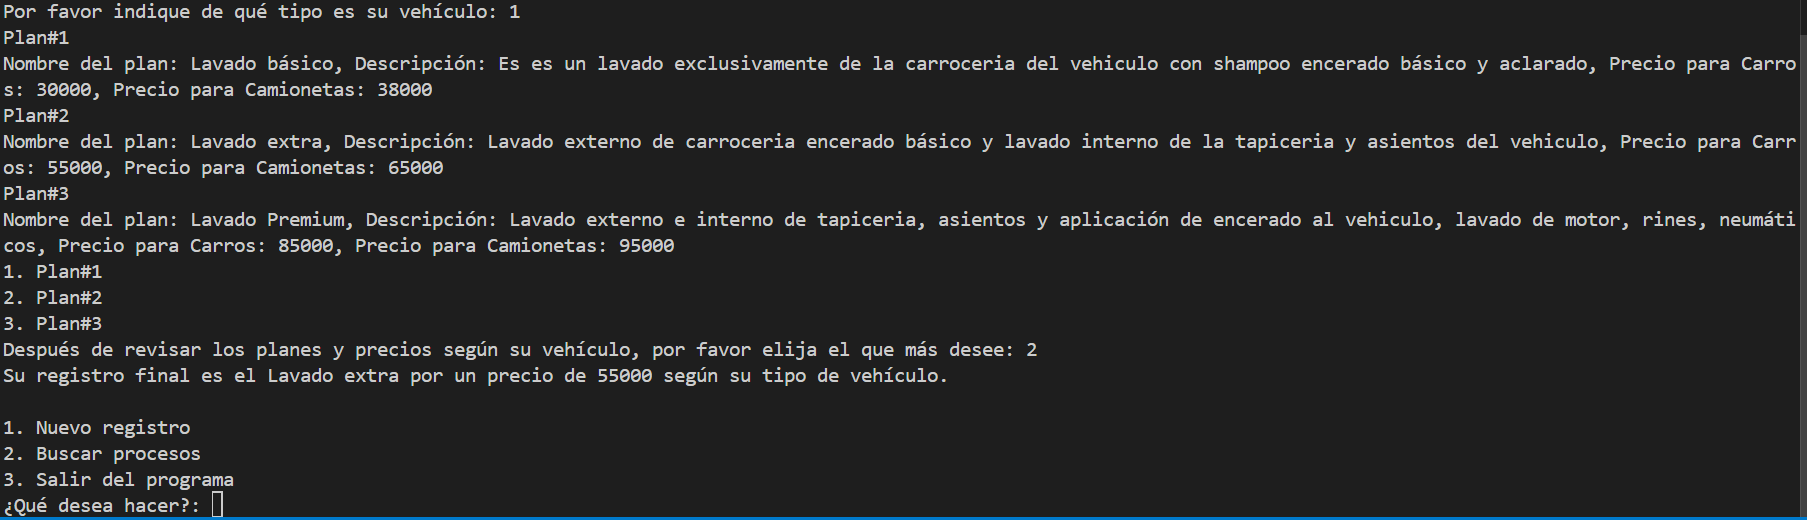 Por favor indique de qué tipo es su vehículo: 1
Plan#1
Nombre del plan: Lavado básico, Descripción: Es es un lavado exclusivamente de la carroceria del vehiculo con shampoo encerado básico y aclarado, Precio para Carro
s: 30000, Precio para Camionetas: 38000
Plan#2
Nombre del plan: Lavado extra, Descripción: Lavado externo de carroceria encerado básico y lavado interno de la tapiceria y asientos del vehiculo, Precio para Carr
os: 55000, Precio para Camionetas: 65000
Plan#3
Nombre del plan: Lavado Premium, Descripción: Lavado externo e interno de tapiceria, asientos y aplicación de encerado al vehiculo, lavado de motor, rines, neumáti
cos, Precio para Carros: 85000, Precio para Camionetas: 95000
1. Plan#1
2. Plan#2
3. Plan#3
Después de revisar los planes y precios según su vehículo, por favor elija el que más desee: 2
Su registro final es el Lavado extra por un precio de 55000 según su tipo de vehículo.
1. Nuevo registro
2. Buscar procesos
3. Salir del programa
¿Qué desea hacer?: